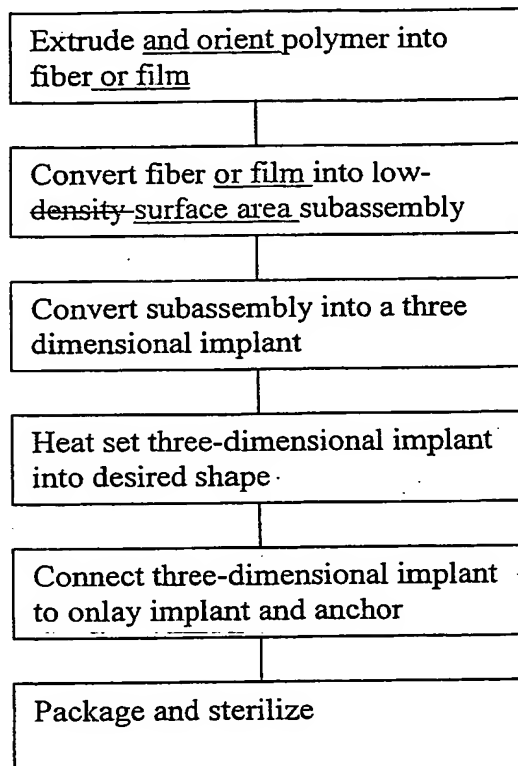 Extrude and orient polymer into
fiber or film
Convert fiber or film into low-
density surface area subassembly
Convert subassembly into a three
dimensional implant
Heat set three-dimensional implant
into desired shape
Connect three-dimensional implant
to onlay implant and anchor
Package and sterilize